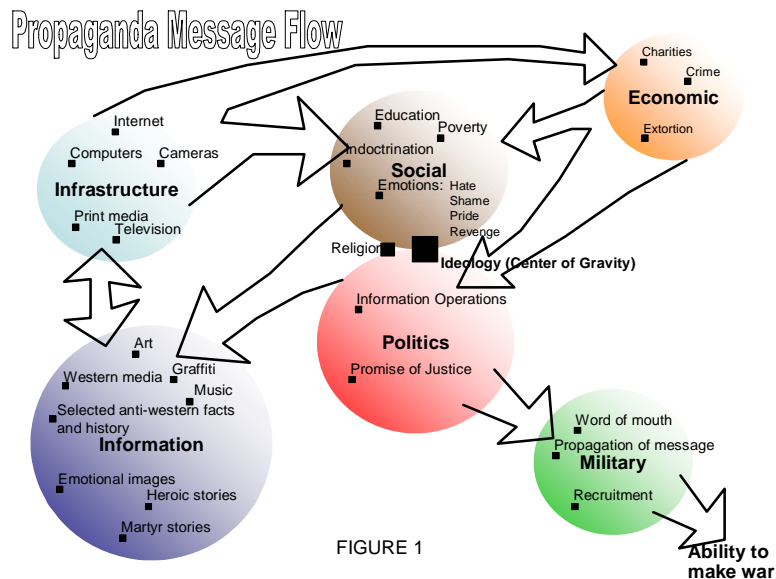 Propaganda Message Flow
Charities
Crime
Economic
Extortion
Internet
Computers
Cameras
Infrastructure
Print media
Television
Education
Poverty
Indoctrination
Social
Emotions:
Hate
Shame
Pride
Revenge
Religion
Ideology (Center of Gravity)
Information Operations
Politics
Promise of Justice
Art
Western media
Graffiti
Music
Selected anti-western facts
and history
Information
Emotional images
Heroic stories
Martyr stories
Word of mouth
Propagation of message
Military
Recruitment
FIGURE 1
Ability to
make war